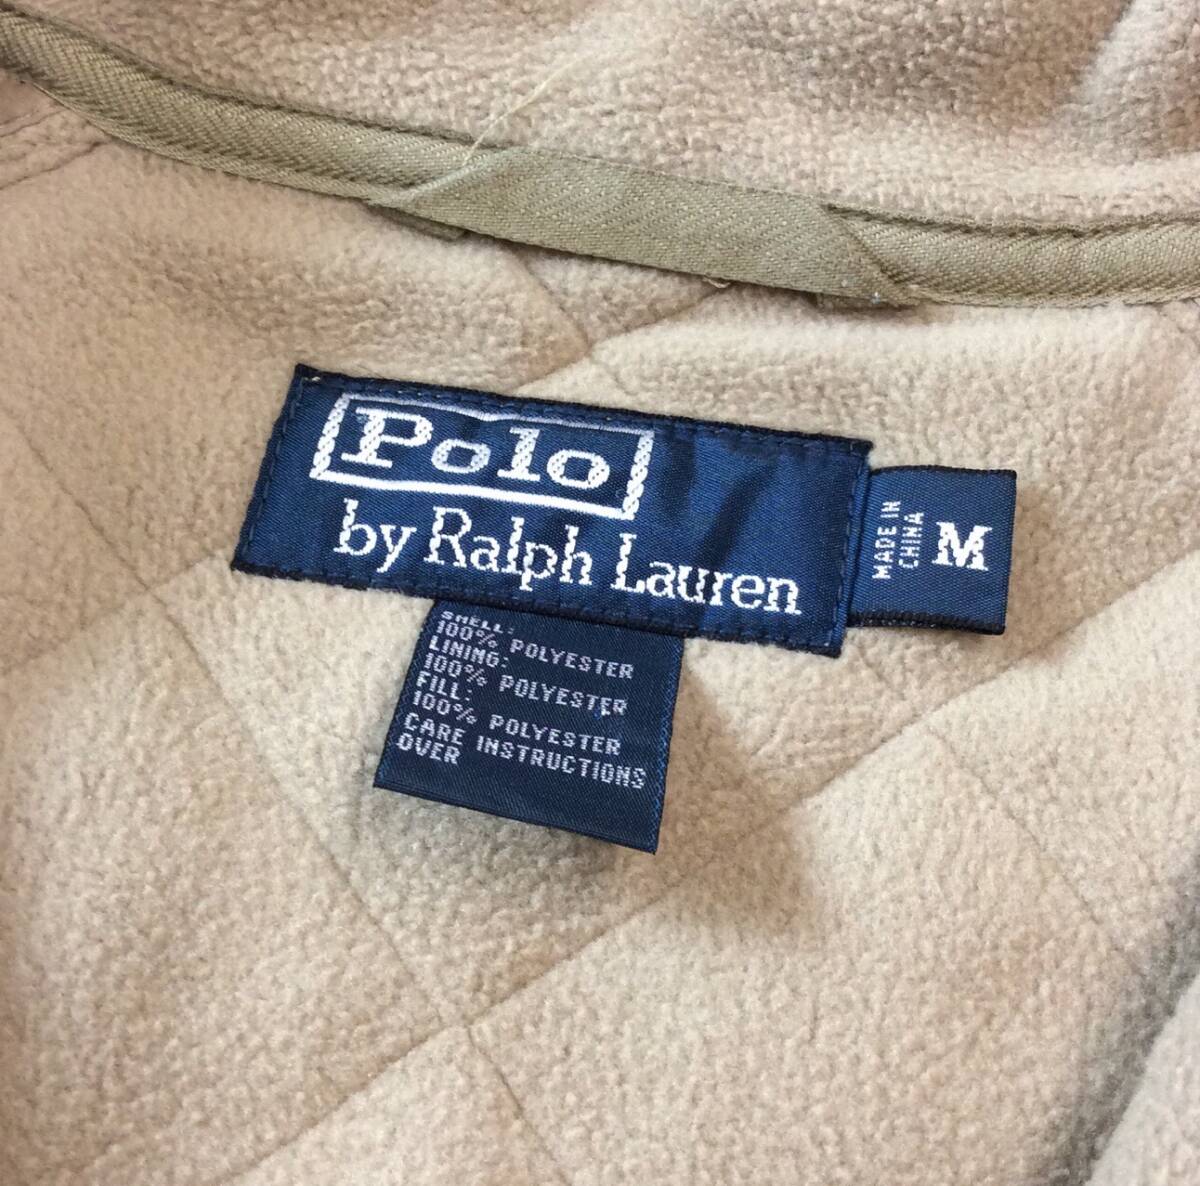 Polo
by Ralph Lauren
MADE IN
CHINA
M
SHELL:
100% POLYESTER
LINING:
100% POLYESTER
FILL:
100% POLYESTER
CARE INSTRUCTIONS
OVER